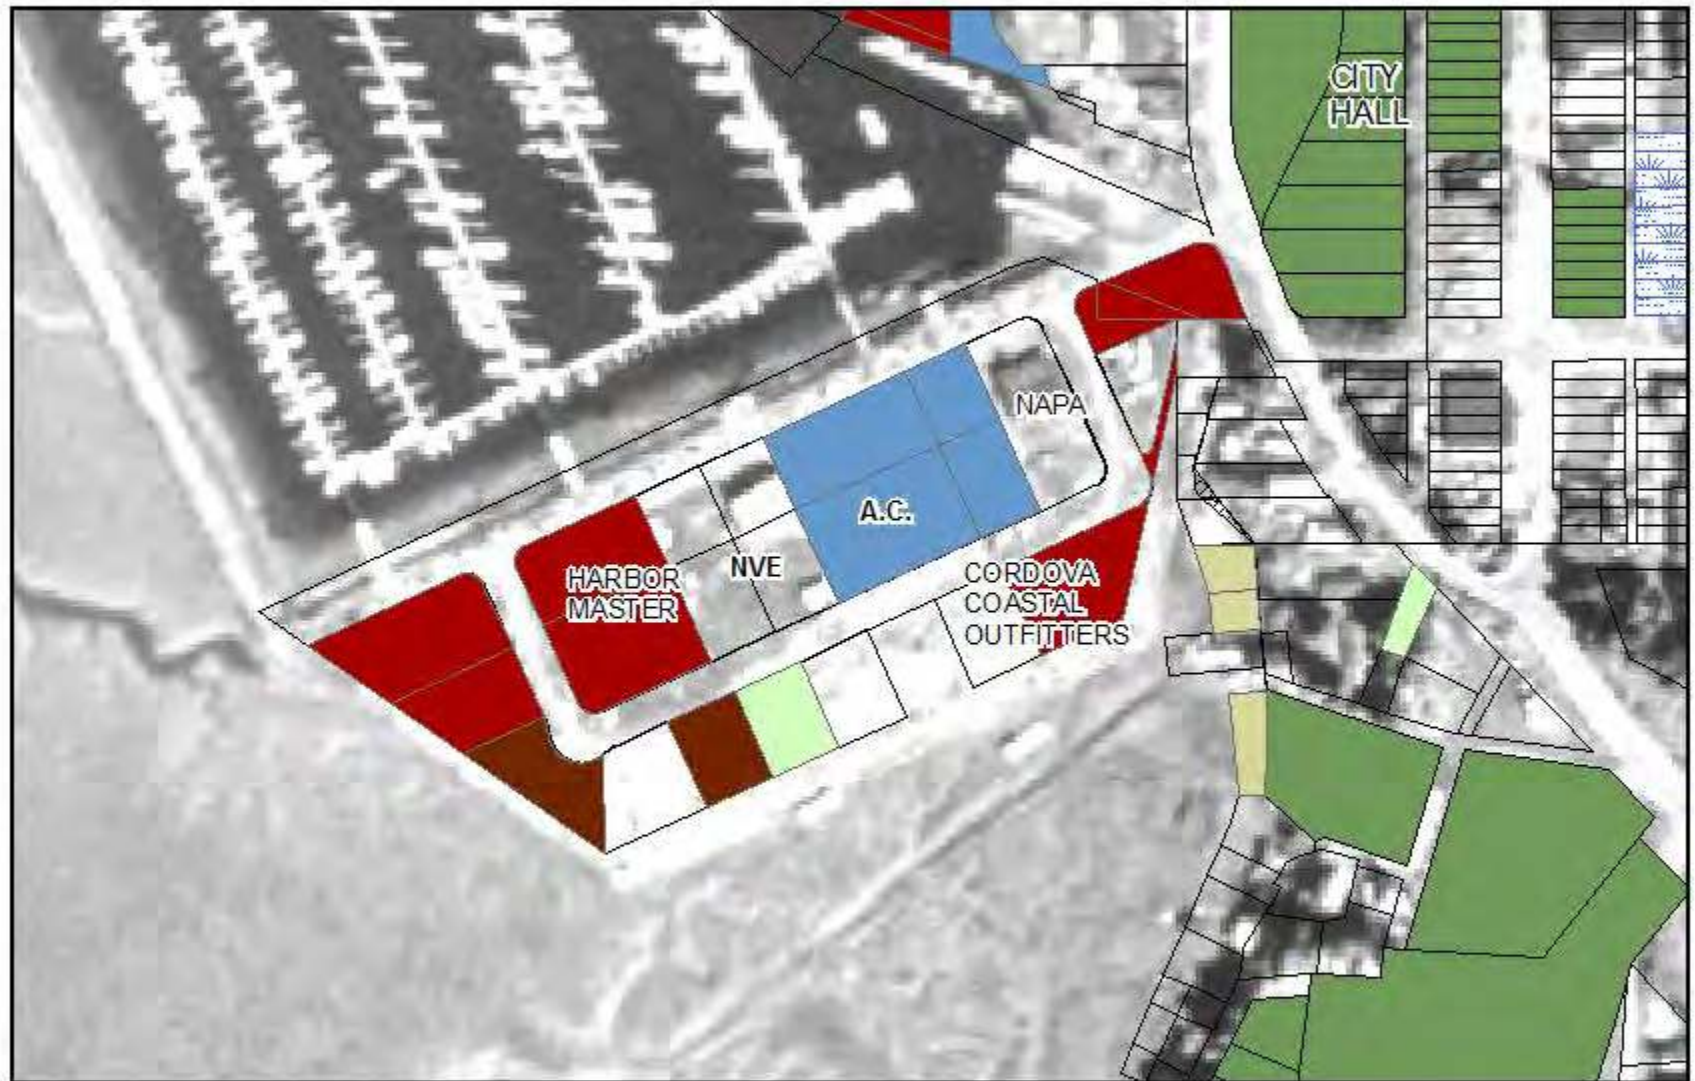 CITY
HALL
NAPA
A.C.
NVE
HARBOR
MASTER
CORDOVA
COASTAL
OUTFITTERS